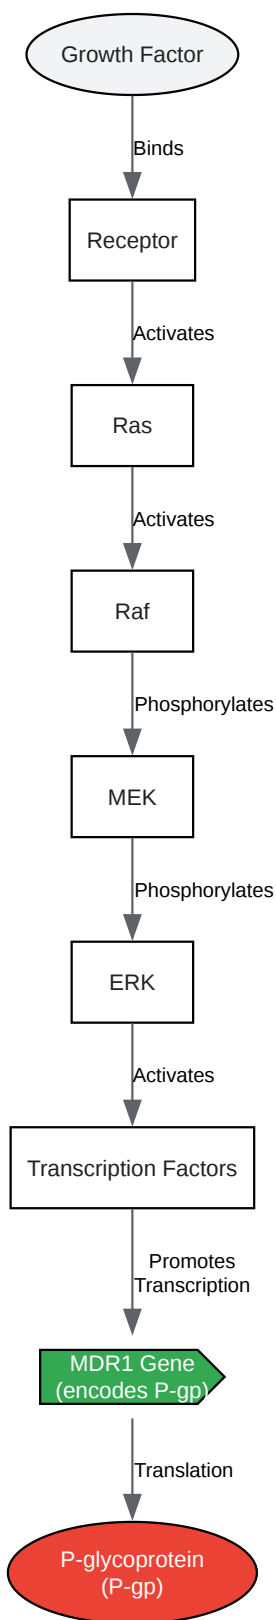 Growth Factor
Binds
Receptor
Activates
Ras
Activates
Raf
Phosphorylates
MEK
Phosphorylates
ERK
Activates
Transcription Factors
Promotes
Transcription
MDR1 Gene
(encodes P-gp)
Translation
P-glycoprotein
(P-gp)